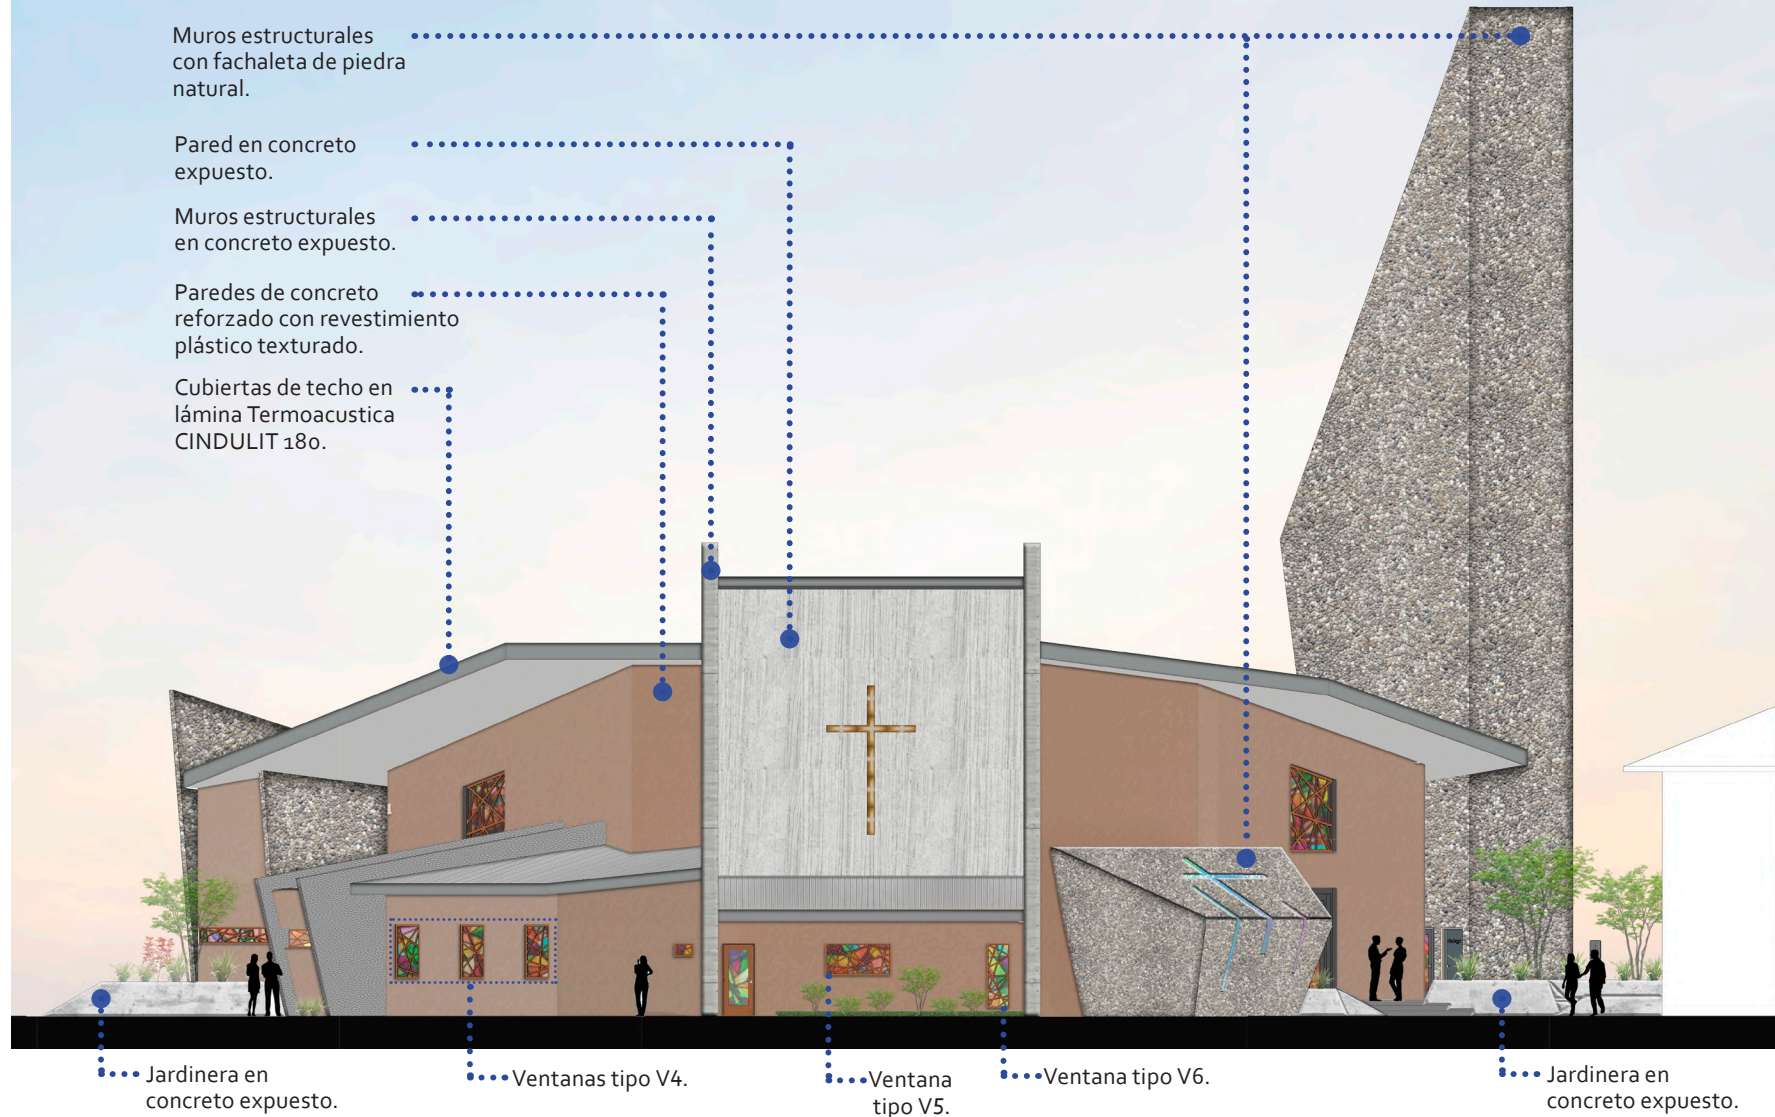 Muros estructurales
con fachaleta de piedra
natural.
Pared en concreto
expuesto.
Muros estructurales
en concreto expuesto.
Paredes de concreto
reforzado con revestimiento
plástico texturado.
Cubiertas de techo en
lámina Termoacustica
CINDULIT 180.
Jardinera en
concreto expuesto.
Ventanas tipo V4.
Ventana
tipo V5.
Ventana tipo V6.
Jardinera en
concreto expuesto.